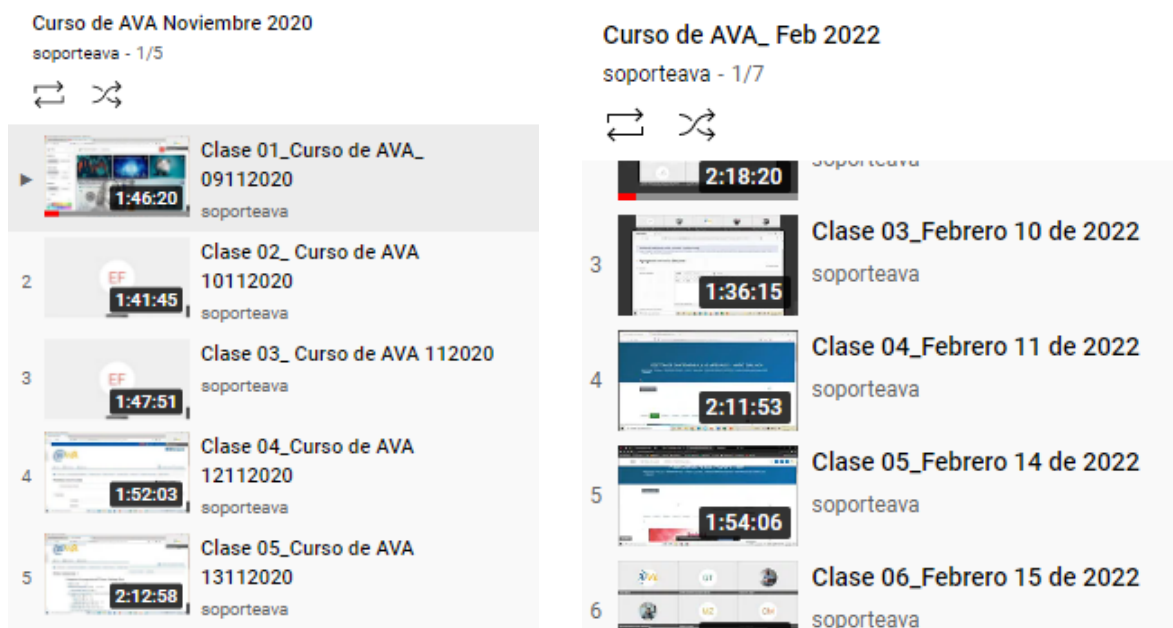 Curso de AVA Noviembre 2020
soporteava - 1/5
Clase 01_Curso de AVA_
09112020
1:46:20
soporteava
2
EF
1:41:45
Clase 02_ Curso de AVA
10112020
soporteava
3
EF
1:47:51
Clase 03_ Curso de AVA 112020
soporteava
4
1:52:03
Clase 04_Curso de AVA
12112020
soporteava
5
2:12:58
Clase 05_Curso de AVA
13112020
soporteava
Curso de AVA_ Feb 2022
soporteava - 1/7
2:18:20
soporteava
3
1:36:15
Clase 03_Febrero 10 de 2022
soporteava
4
2:11:53
Clase 04_Febrero 11 de 2022
soporteava
5
1:54:06
Clase 05_Febrero 14 de 2022
soporteava
6
Clase 06_Febrero 15 de 2022
soporteava